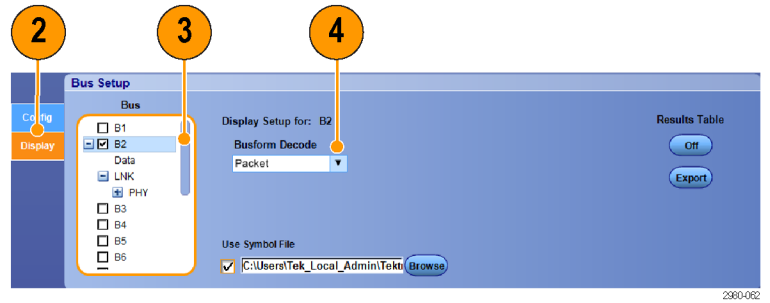 2
3
4
Bus Setup
Config
Display
Bus
B1
B2
Data
LNK
PHY
B3
B4
B5
B6
Display Setup for: B2
Busform Decode
Packet
Use Symbol File
C:\Users\Tek_Local_Admin\Tekt
Browse
Results Table
Off
Export
2980-062